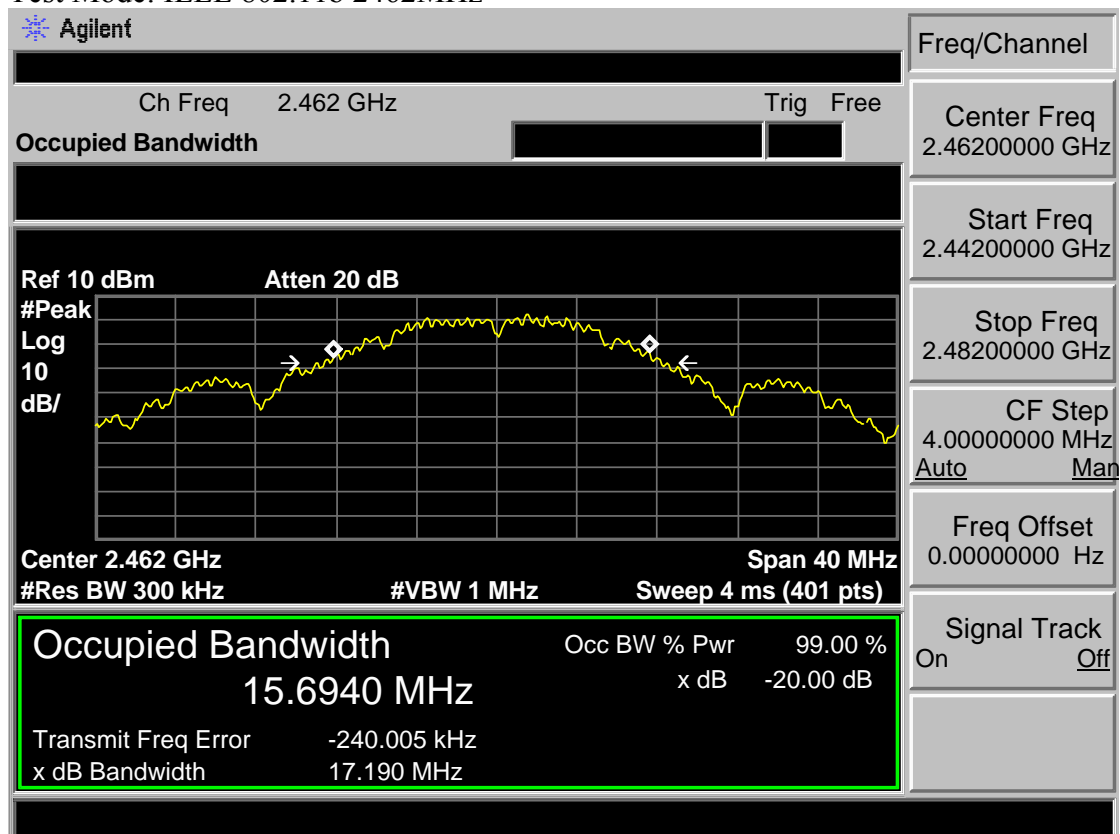 Agilent
Freq/Channel
Ch Freq 2.462 GHz Trig Free
Occupied Bandwidth
Center Freq
2.46200000 GHz
Start Freq
2.44200000 GHz
Ref 10 dBm Atten 20 dB
#Peak
Log
10
dB/
Stop Freq
2.48200000 GHz
CF Step
4.00000000 MHz
Auto Man
Freq Offset
0.00000000 Hz
Center 2.462 GHz Span 40 MHz
#Res BW 300 kHz #VBW 1 MHz Sweep 4 ms (401 pts)
Signal Track
On Off
Occupied Bandwidth Occ BW % Pwr 99.00 %
15.6940 MHz x dB -20.00 dB
Transmit Freq Error -240.005 kHz
x dB Bandwidth 17.190 MHz